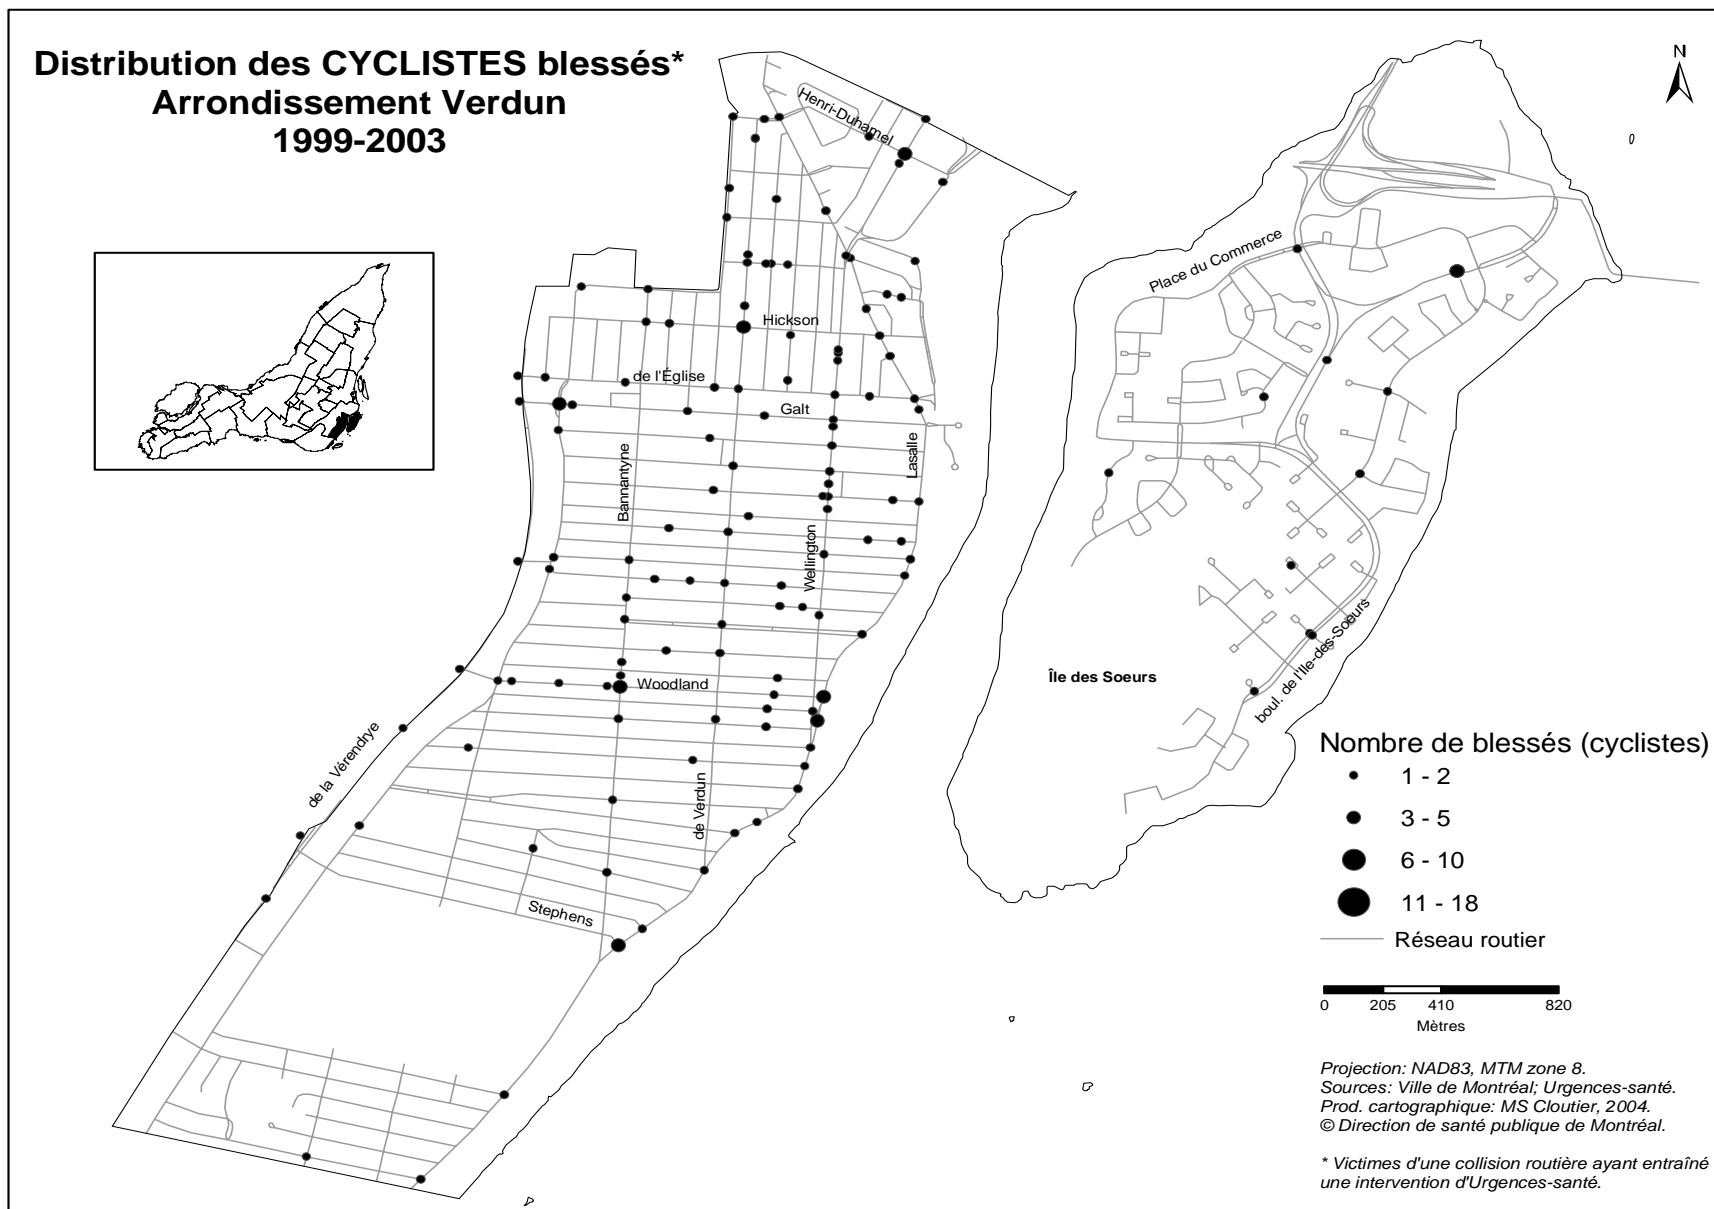 Distribution des CYCLISTES blessés*
Arrondissement Verdun
1999-2003
N
Henri-Duhamel
Place du Commerce
Hickson
de l'Église
Galt
Bannantyne
Lasalle
Wellington
Woodland
Île des Soeurs
boul. de l'Ile-des-Soeurs
de la Vérendrye
de Verdun
Stephens
Nombre de blessés (cyclistes)
1 - 2
3 - 5
6 - 10
11 - 18
Réseau routier
0 205 410 820
Mètres
Projection: NAD83, MTM zone 8.
Sources: Ville de Montréal; Urgences-santé.
Prod. cartographique: MS Cloutier, 2004.
© Direction de santé publique de Montréal.
* Victimes d'une collision routière ayant entraîné
une intervention d'Urgences-santé.